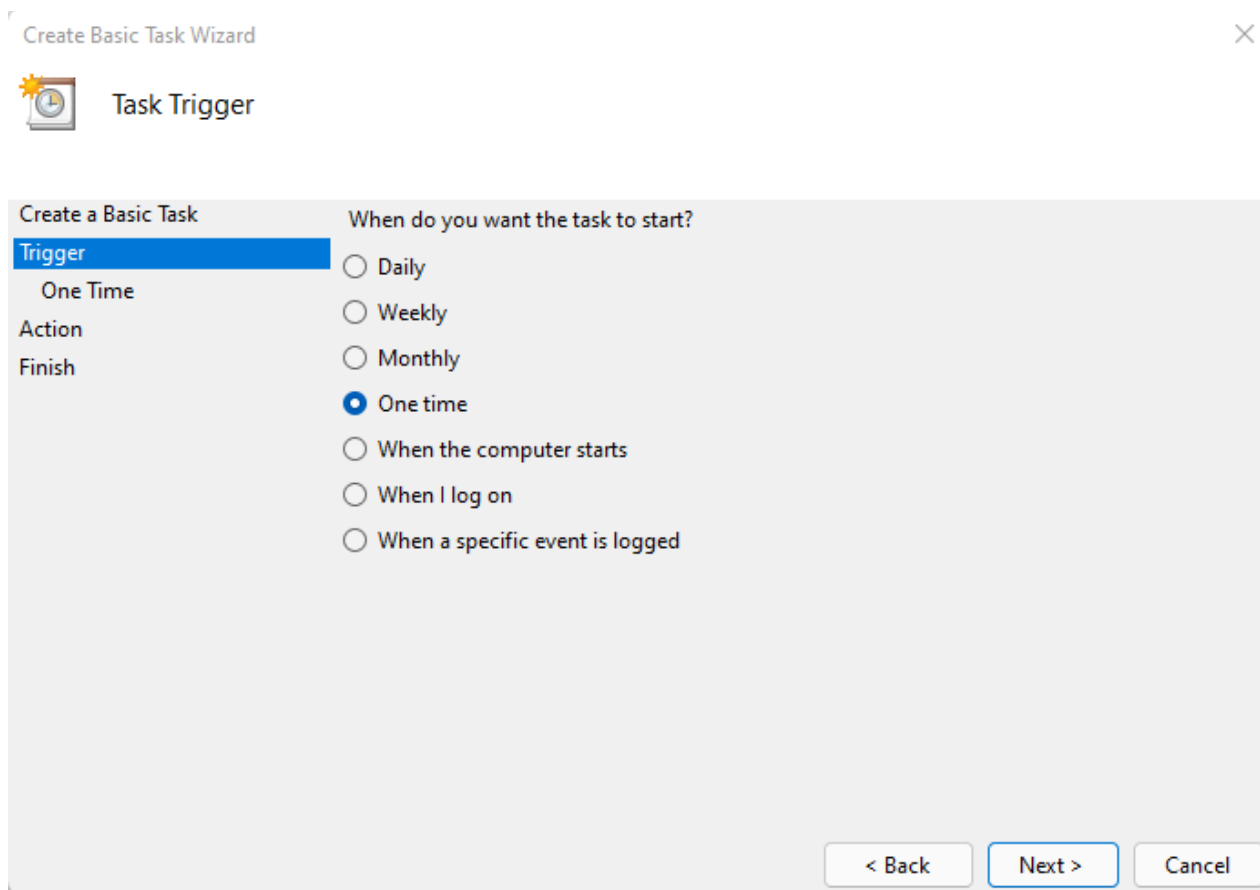 Create Basic Task Wizard
Task Trigger
Create a Basic Task
Trigger
One Time
Action
Finish
When do you want the task to start?
Daily
Weekly
Monthly
One time
When the computer starts
When I log on
When a specific event is logged
< Back
Next >
Cancel